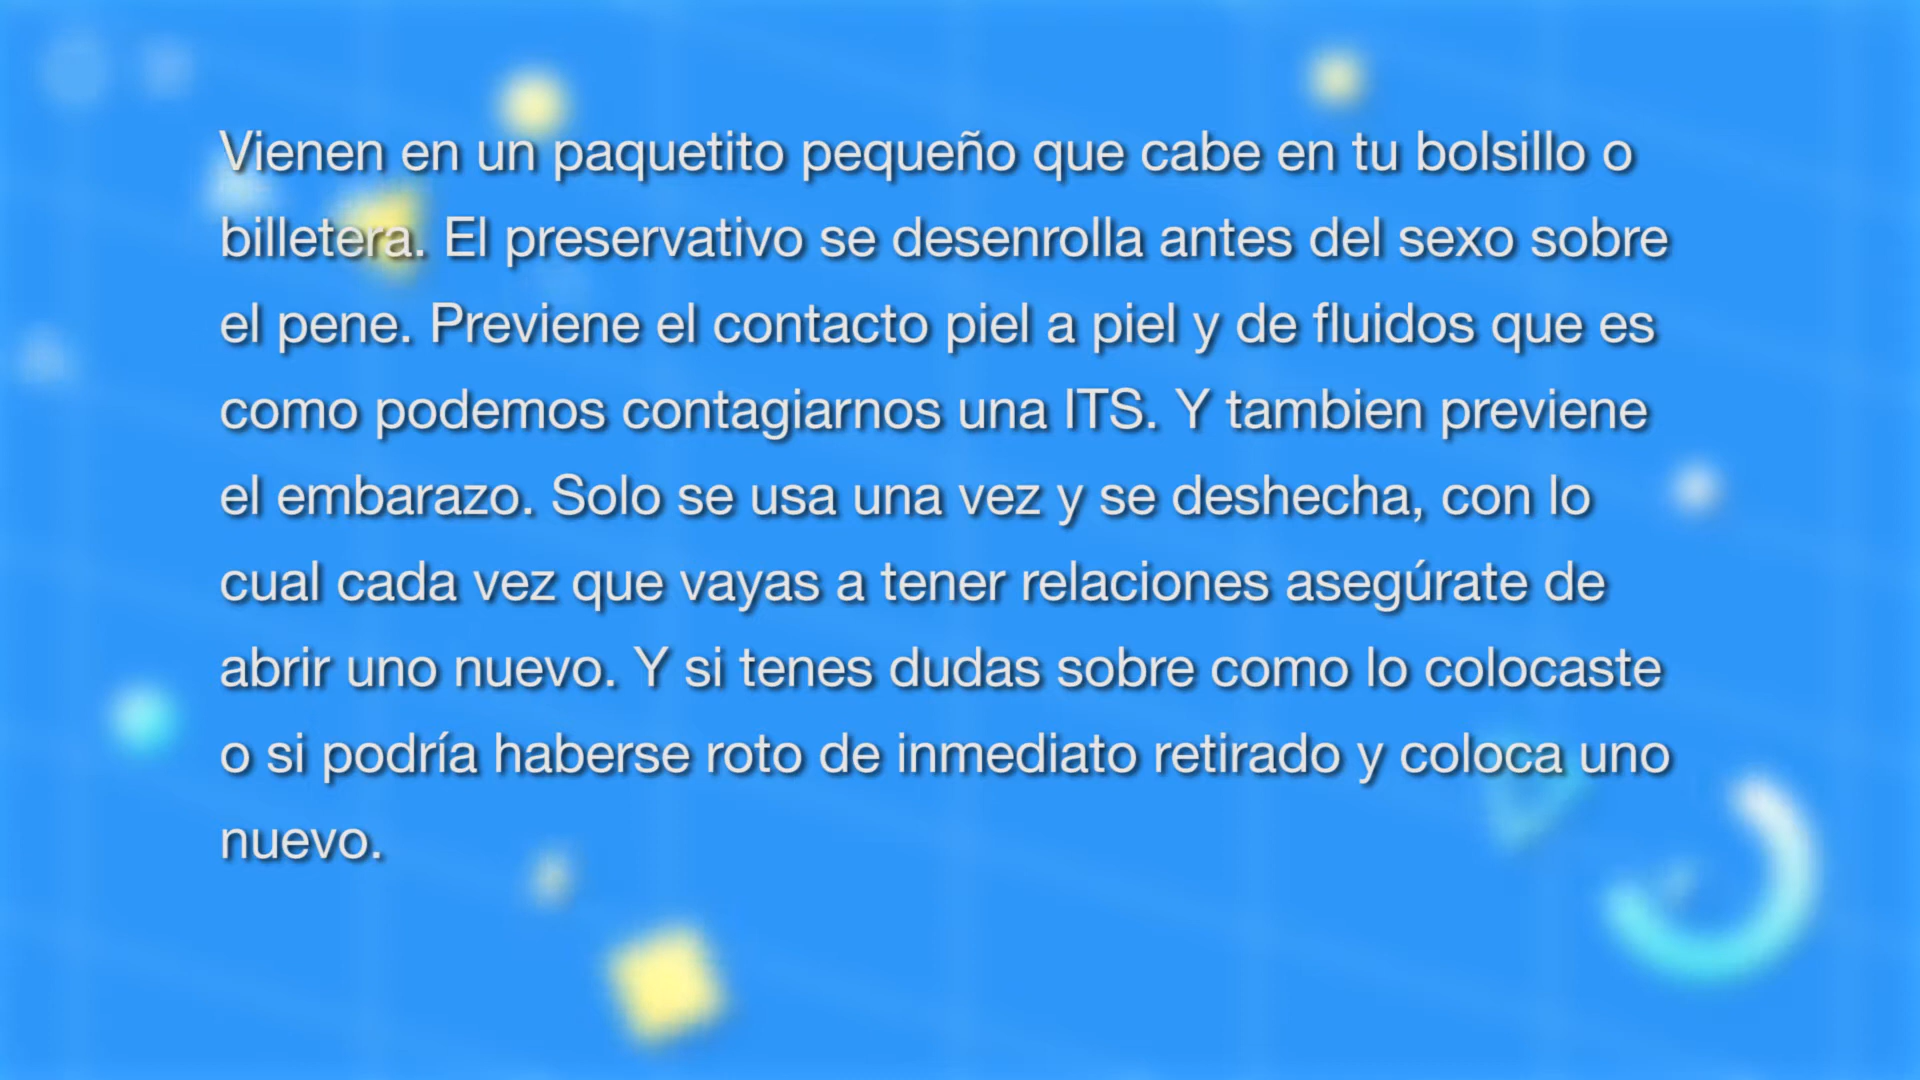 Vienen en un paquetito pequeño que cabe en tu bolsillo o
billetera. El preservativo se desenrolla antes del sexo sobre
el pene. Previene el contacto piel a piel y de fluidos que es
como podemos contagiarnos una ITS. Y tambien previene
el embarazo. Solo se usa una vez y se deshecha, con lo
cual cada vez que vayas a tener relaciones asegúrate de
abrir uno nuevo. Y si tenes dudas sobre como lo colocaste
o si podría haberse roto de inmediato retirado y coloca uno
nuevo.